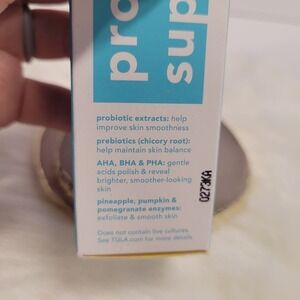 pro
sup
probiotic extracts: help
improve skin smoothness
prebiotics (chicory root):
help maintain skin balance
AHA, BHA & PHA: gentle
acids polish & reveal
brighter, smoother-looking
skin
pineapple, pumpkin &
pomegranate enzymes:
exfoliate & smooth skin
Does not contain live cultures.
See TULA.com for more details.
0273KA